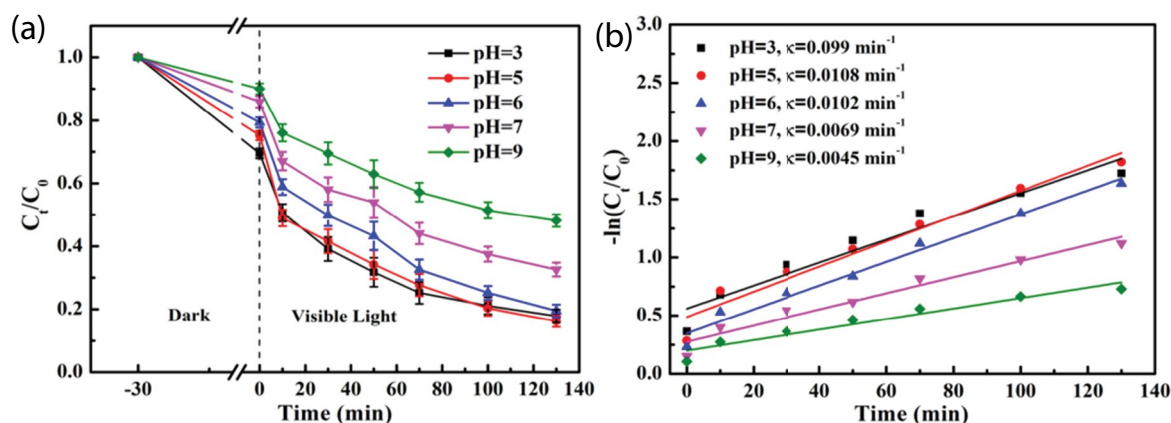 (a)
1.0
0.8
0.6
0.4
0.2
0.0
Cₜ/C₀
pH=3
pH=5
pH=6
pH=7
pH=9
Dark
Visible Light
-30
0
20
40
60
80
100
120
140
Time (min)
(b)
-3.0
2.5
2.0
1.5
1.0
0.5
0.0
-ln(Cₜ/C₀)
pH=3, κ=0.099 min⁻¹
pH=5, κ=0.0108 min⁻¹
pH=6, κ=0.0102 min⁻¹
pH=7, κ=0.0069 min⁻¹
pH=9, κ=0.0045 min⁻¹
0
20
40
60
80
100
120
140
Time (min)